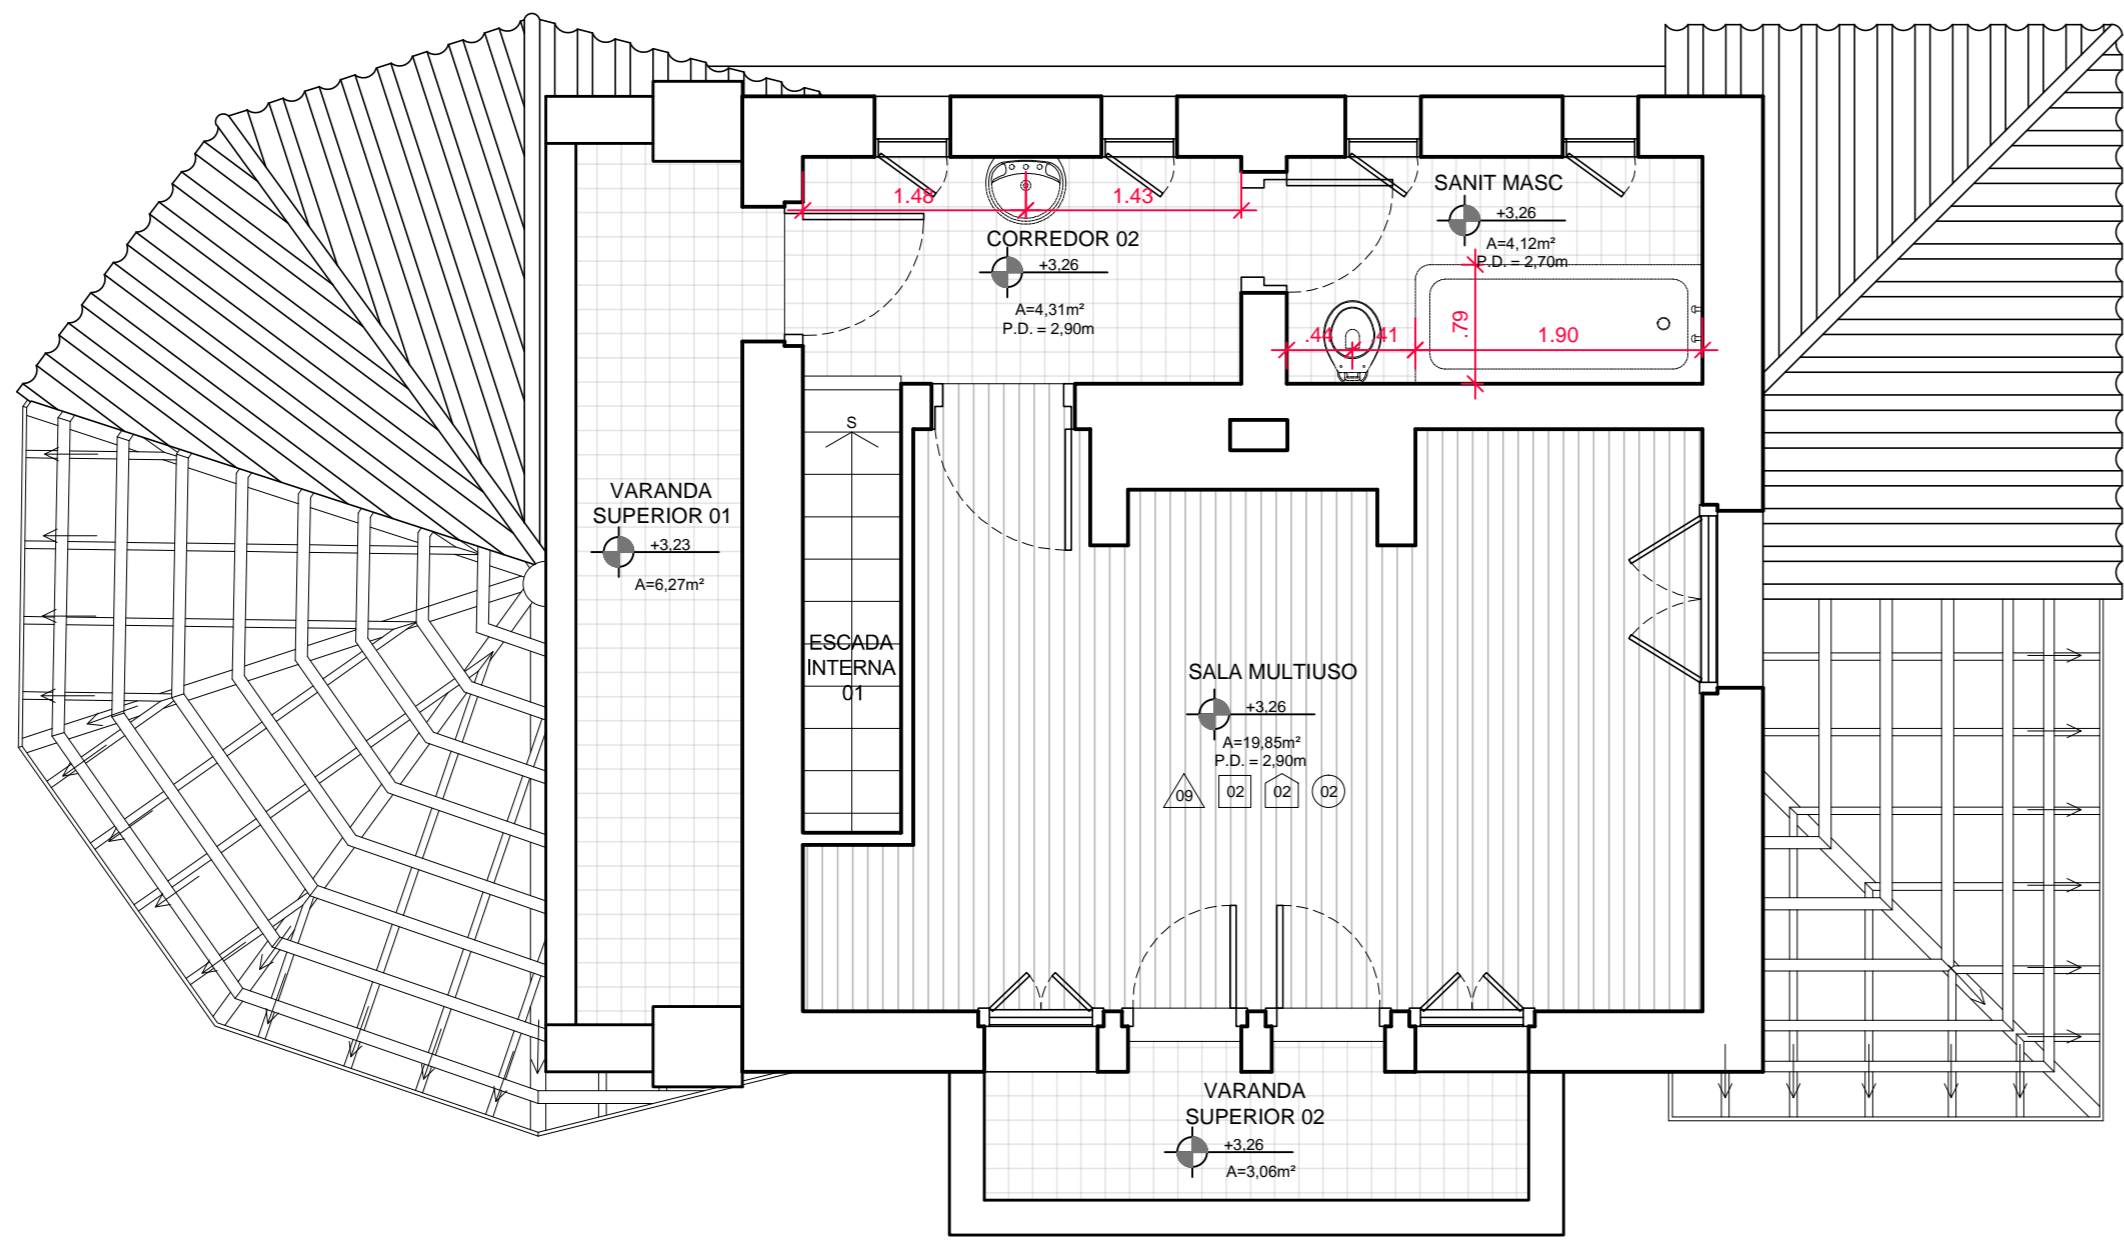 SANIT MASC
+3,26
A=4,12m²
P.D. = 2,70m
1.48
1.43
CORREDOR 02
+3,26
A=4,31m²
P.D. = 2,90m
.44
.41
.79
1.90
S
VARANDA
SUPERIOR 01
+3,23
A=6,27m²
ESCADA
INTERNA
01
SALA MULTIUSO
+3,26
A=19,85m²
P.D. = 2,90m
09 02 02 02
VARANDA
SUPERIOR 02
+3,26
A=3,06m²